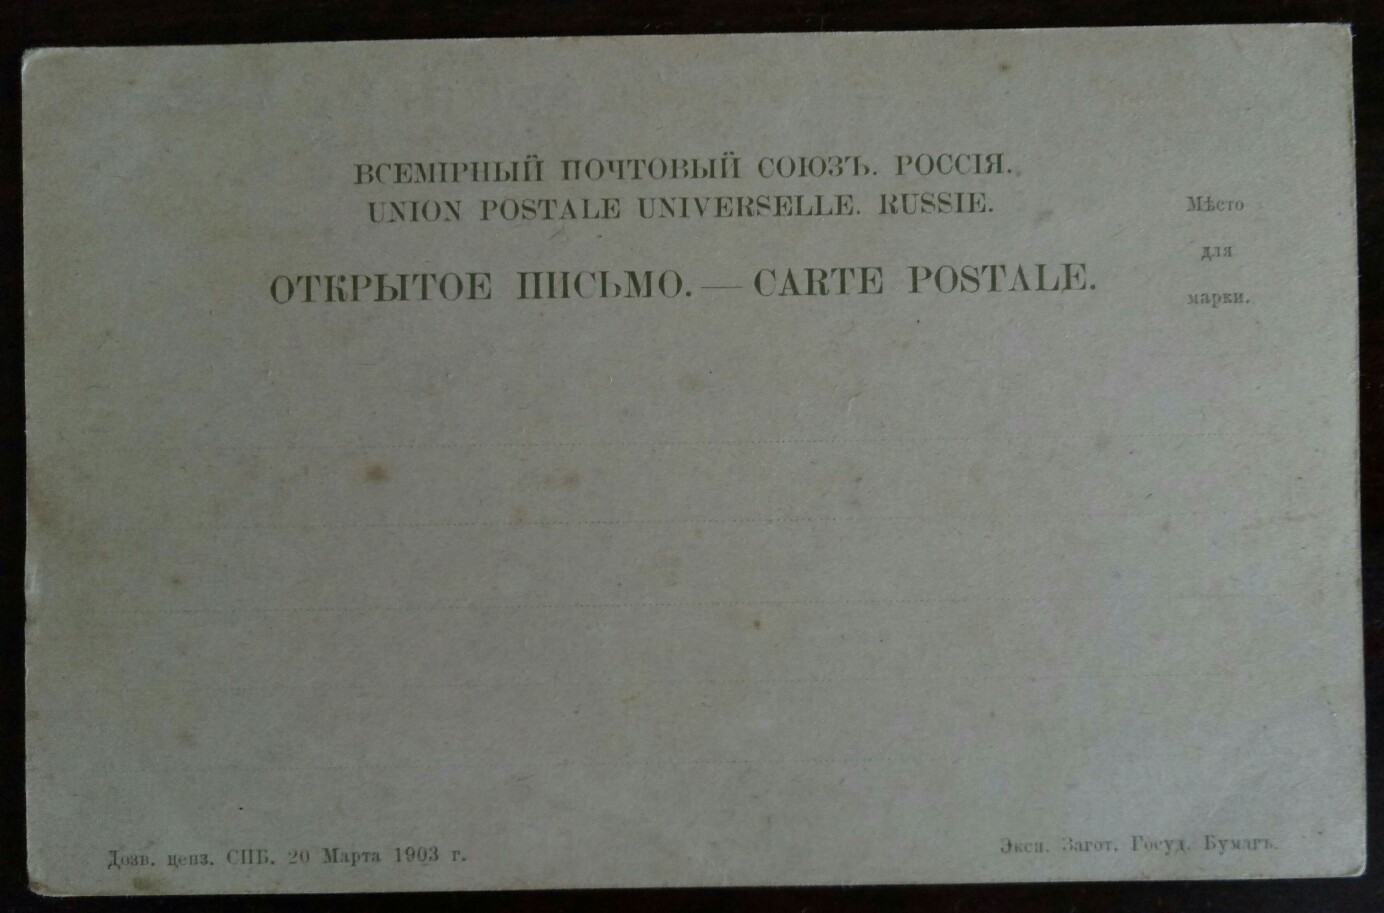 ВСЕМІРНЫЙ ПОЧТОВЫЙ СОЮЗЪ. РОССІЯ.
UNION POSTALE UNIVERSELLE. RUSSIE.
ОТКРЫТОЕ ПИСЬМО. — CARTE POSTALE.
Мѣсто
для
марки.
Дозв. ценз. СПБ. 20 Марта 1903 г.
Эксп. Загот. Госуд. Бумагъ.